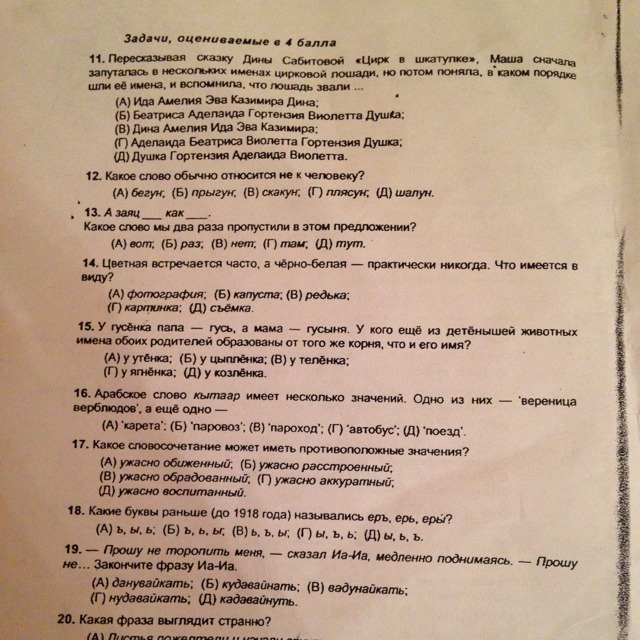 Задачи, оцениваемые в 4 балла
11. Пересказывая сказку Дины Сабитовой «Цирк в шкатулке», Маша сначала
запуталась в нескольких именах цирковой лошади, но потом поняла, в каком порядке
шли её имена, и вспомнила, что лошадь звали ...
(А) Ида Амелия Эва Казимира Дина;
(Б) Беатриса Аделаида Гортензия Виолетта Душка;
(В) Дина Амелия Ида Эва Казимира;
(Г) Аделаида Беатриса Виолетта Гортензия Душка;
(Д) Душка Гортензия Аделаида Виолетта.
12. Какое слово обычно относится не к человеку?
(А) бегун; (Б) прыгун; (В) скакун; (Г) плясун; (Д) шалун.
13. А заяц ___ как ___.
Какое слово мы два раза пропустили в этом предложении?
(А) вот; (Б) раз; (В) нет; (Г) там; (Д) тут.
14. Цветная встречается часто, а чёрно-белая — практически никогда. Что имеется в
виду?
(А) фотография; (Б) капуста; (В) редька;
(Г) картинка; (Д) съёмка.
15. У гусёнка папа — гусь, а мама — гусыня. У кого ещё из детёнышей животных
имена обоих родителей образованы от того же корня, что и его имя?
(А) у утёнка; (Б) у цыплёнка; (В) у телёнка;
(Г) у ягнёнка; (Д) у козлёнка.
16. Арабское слово кытаар имеет несколько значений. Одно из них — 'вереница
верблюдов', а ещё одно —
(А) 'карета'; (Б) 'паровоз'; (В) 'пароход'; (Г) 'автобус'; (Д) 'поезд'.
17. Какое словосочетание может иметь противоположные значения?
(А) ужасно обиженный; (Б) ужасно расстроенный;
(В) ужасно обрадованный; (Г) ужасно аккуратный;
(Д) ужасно воспитанный.
18. Какие буквы раньше (до 1918 года) назывались еръ, ерь, еры?
(А) ъ, ы, ь; (Б) ъ, ь, ы; (В) ь, ъ, ы; (Г) ы, ъ, ь; (Д) ы, ь, ъ.
19. — Прошу не торопить меня, — сказал Иа-Иа, медленно поднимаясь. — Прошу
не... Закончите фразу Иа-Иа.
(А) данувайкать; (Б) кудавайнать; (В) вадунайкать;
(Г) нудавайкать; (Д) кадавайнуть.
20. Какая фраза выглядит странно?
(А) Листья пожелтели и